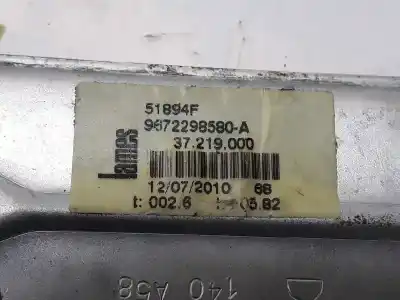 51894F
9672298580-A
37.219.000
Lames
12/07/2010 68
t: 002.6 05.82
140 A58